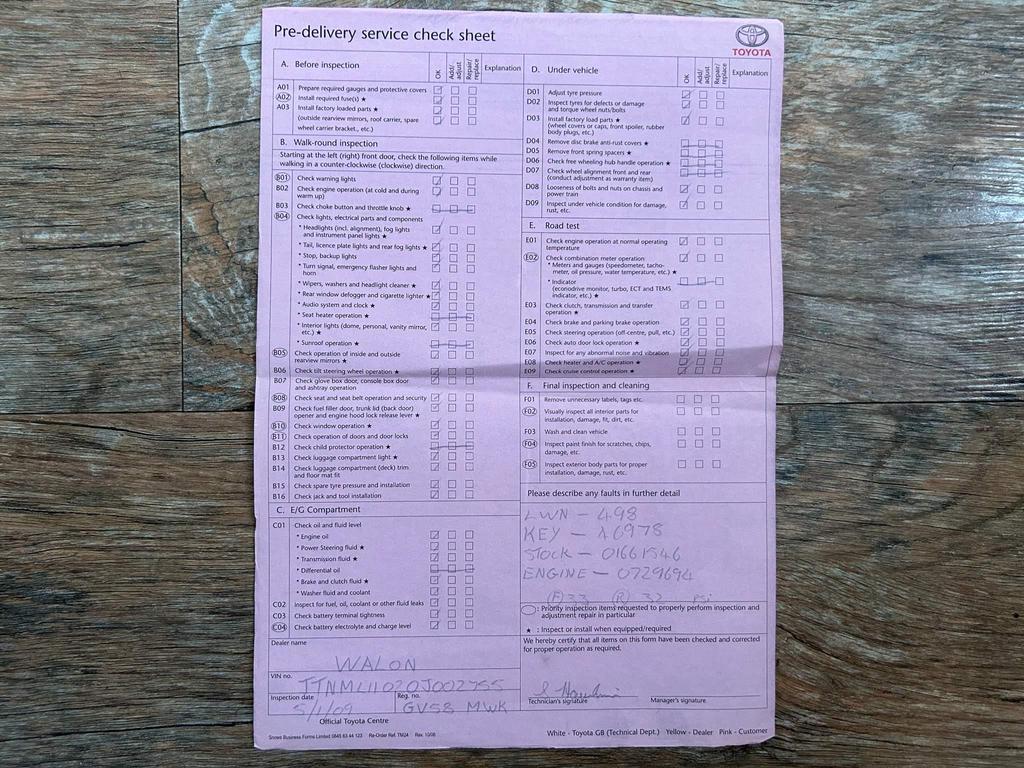 Pre-delivery service check sheet
TOYOTA
A. Before inspection
OK
Add/adjust
Repair/replace
Explanation
A01 Prepare required gauges and protective covers
A02 Install required fuse(s) ★
A03 Install factory loaded parts ★
(outside rearview mirrors, roof carrier, spare
wheel carrier bracket., etc.)
B. Walk-round inspection
Starting at the left (right) front door, check the following items while
walking in a counter-clockwise (clockwise) direction.
B01 Check warning lights
B02 Check engine operation (at cold and during
warm up)
B03 Check choke button and throttle knob ★
B04 Check lights, electrical parts and components
* Headlights (incl. alignment), fog lights
and instrument panel lights ★
* Tail, licence plate lights and rear fog lights ★
* Stop, backup lights
* Turn signal, emergency flasher lights and
horn
* Wipers, washers and headlight cleaner ★
* Rear window defogger and cigarette lighter ★
* Audio system and clock ★
* Seat heater operation ★
* Interior lights (dome, personal, vanity mirror,
etc.) ★
* Sunroof operation ★
B05 Check operation of inside and outside
rearview mirrors ★
B06 Check tilt steering wheel operation ★
B07 Check glove box door, console box door
and ashtray operation
B08 Check seat and seat belt operation and security
B09 Check fuel filler door, trunk lid (back door)
opener and engine hood lock release lever ★
B10 Check window operation ★
B11 Check operation of doors and door locks
B12 Check child protector operation ★
B13 Check luggage compartment light ★
B14 Check luggage compartment (deck) trim
and floor mat fit
B15 Check spare tyre pressure and installation
B16 Check jack and tool installation
C. E/G Compartment
C01 Check oil and fluid level
* Engine oil
* Power Steering fluid ★
* Transmission fluid ★
* Differential oil
* Brake and clutch fluid ★
* Washer fluid and coolant
C02 Inspect for fuel, oil, coolant or other fluid leaks
C03 Check battery terminal tightness
C04 Check battery electrolyte and charge level
Dealer name
WALON
VIN no.
Inspection date
5/1/09
Reg. no.
GV58 MWK
Official Toyota Centre
Snows Business Forms Limited 0845 63 44 123 Re-Order Ref. TM24 Rev. 10/08
D. Under vehicle
OK
Add/adjust
Repair/replace
Explanation
D01 Adjust tyre pressure
D02 Inspect tyres for defects or damage
and torque wheel nuts/bolts
D03 Install factory load parts ★
(wheel covers or caps, front spoiler, rubber
body plugs, etc.)
D04 Remove disc brake anti-rust covers ★
D05 Remove front spring spacers ★
D06 Check free wheeling hub handle operation ★
D07 Check wheel alignment front and rear
(conduct adjustment as warranty item)
D08 Looseness of bolts and nuts on chassis and
power train
D09 Inspect under vehicle condition for damage,
rust, etc.
E. Road test
E01 Check engine operation at normal operating
temperature
E02 Check combination meter operation
* Meters and gauges (speedometer, tacho-
meter, oil pressure, water temperature, etc.) ★
* Indicator
(econodrive monitor, turbo, ECT and TEMS
indicator, etc.) ★
E03 Check clutch, transmission and transfer
operation ★
E04 Check brake and parking brake operation
E05 Check steering operation (off-centre, pull, etc.)
E06 Check auto door lock operation ★
E07 Inspect for any abnormal noise and vibration
E08 Check heater and A/C operation ★
E09 Check cruise control operation ★
F. Final inspection and cleaning
F01 Remove unnecessary labels, tags etc.
F02 Visually inspect all interior parts for
installation, damage, fit, dirt, etc.
F03 Wash and clean vehicle
F04 Inspect paint finish for scratches, chips,
damage, etc.
F05 Inspect exterior body parts for proper
installation, damage, rust, etc.
Please describe any faults in further detail
LWN - 498
KEY - A6978
STOCK - 01661546
ENGINE - 0729694
(F) 33 (R) 32 psi
: Priority inspection items requested to properly perform inspection and
adjustment repair in particular
★ : Inspect or install when equipped/required
We hereby certify that all items on this form have been checked and corrected
for proper operation as required.
Technician's signature
Manager's signature
White - Toyota GB (Technical Dept.) Yellow - Dealer Pink - Customer